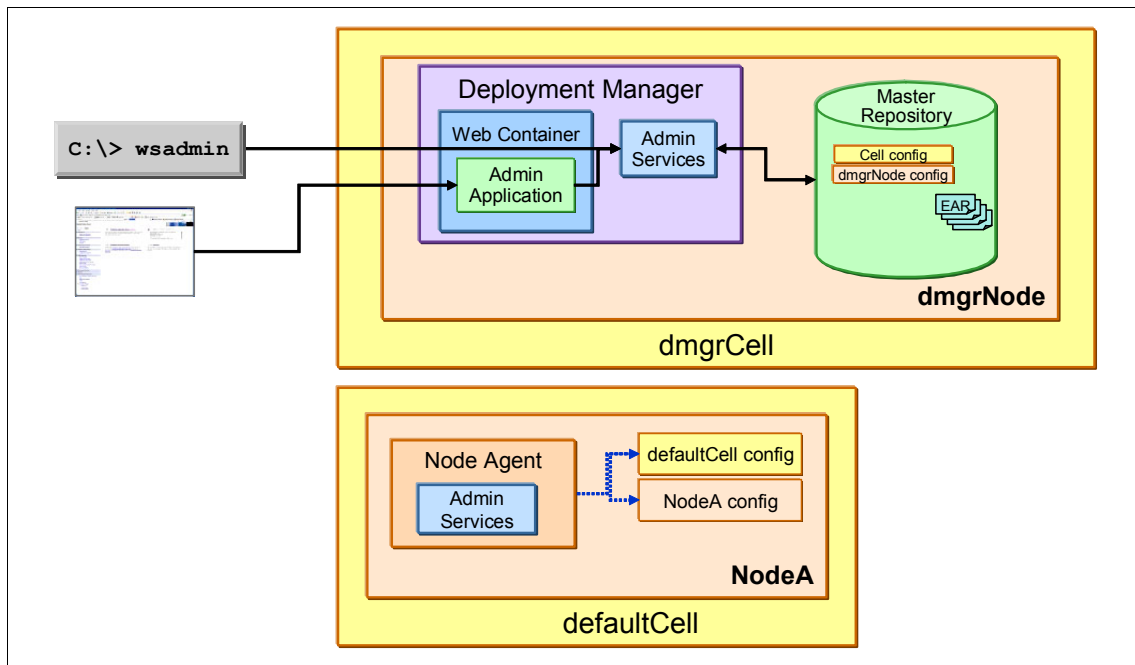 Deployment Manager
Master
Repository
Web Container
Admin
Services
C:\> wsadmin
Cell config
Admin
Application
dmgrNode config
EAR
dmgrNode
dmgrCell
Node Agent
defaultCell config
Admin
Services
NodeA config
NodeA
defaultCell